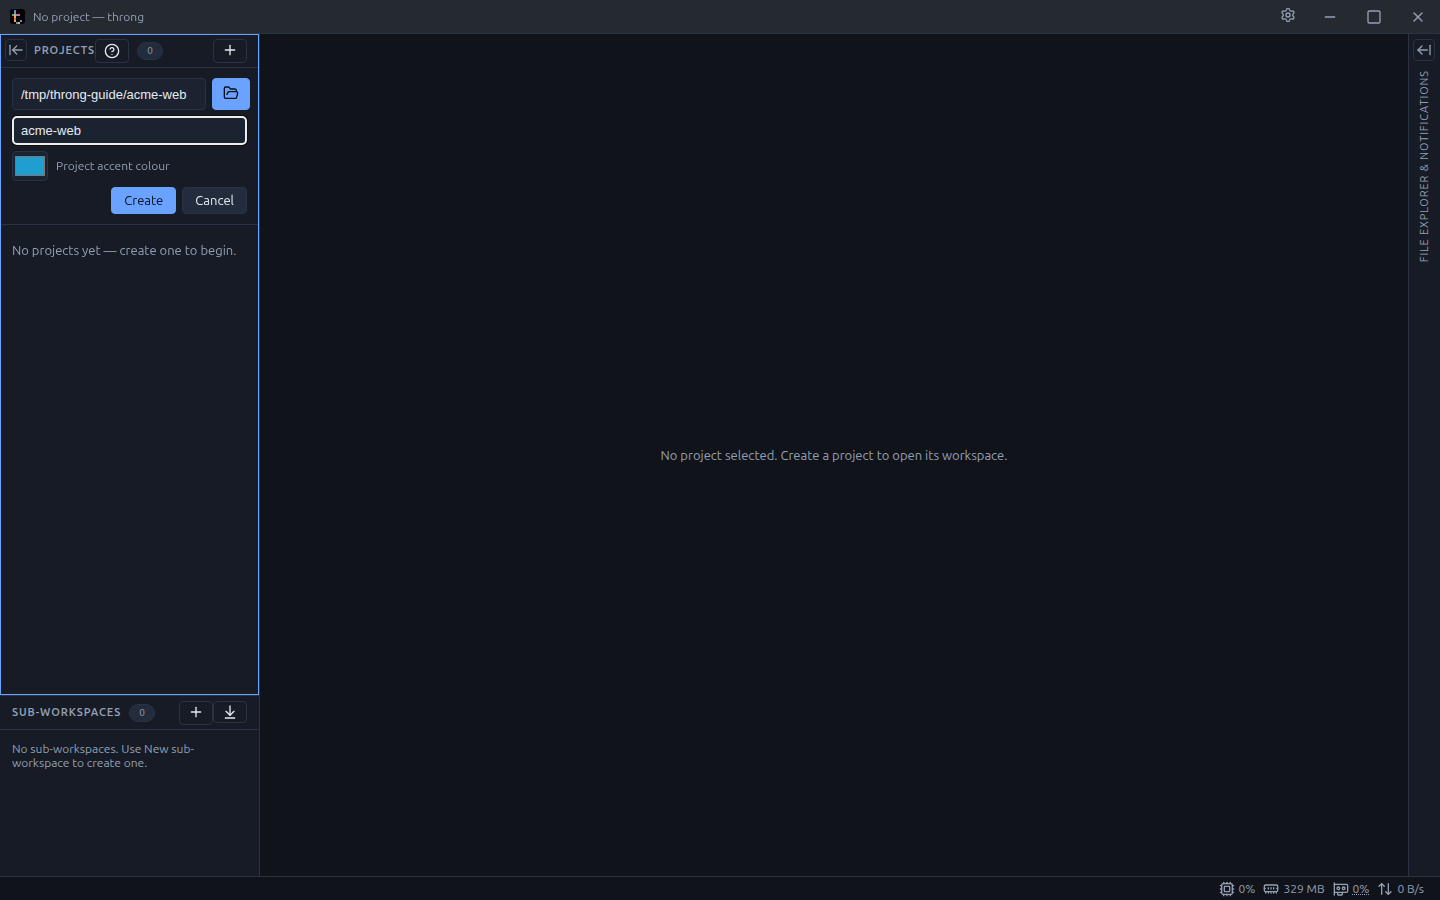 No project — throng
PROJECTS 0
/tmp/throng-guide/acme-web
acme-web
Project accent colour
Create Cancel
No projects yet — create one to begin.
No project selected. Create a project to open its workspace.
FILE EXPLORER & NOTIFICATIONS
SUB-WORKSPACES 0
No sub-workspaces. Use New sub-
workspace to create one.
0% 329 MB 0% 0 B/s